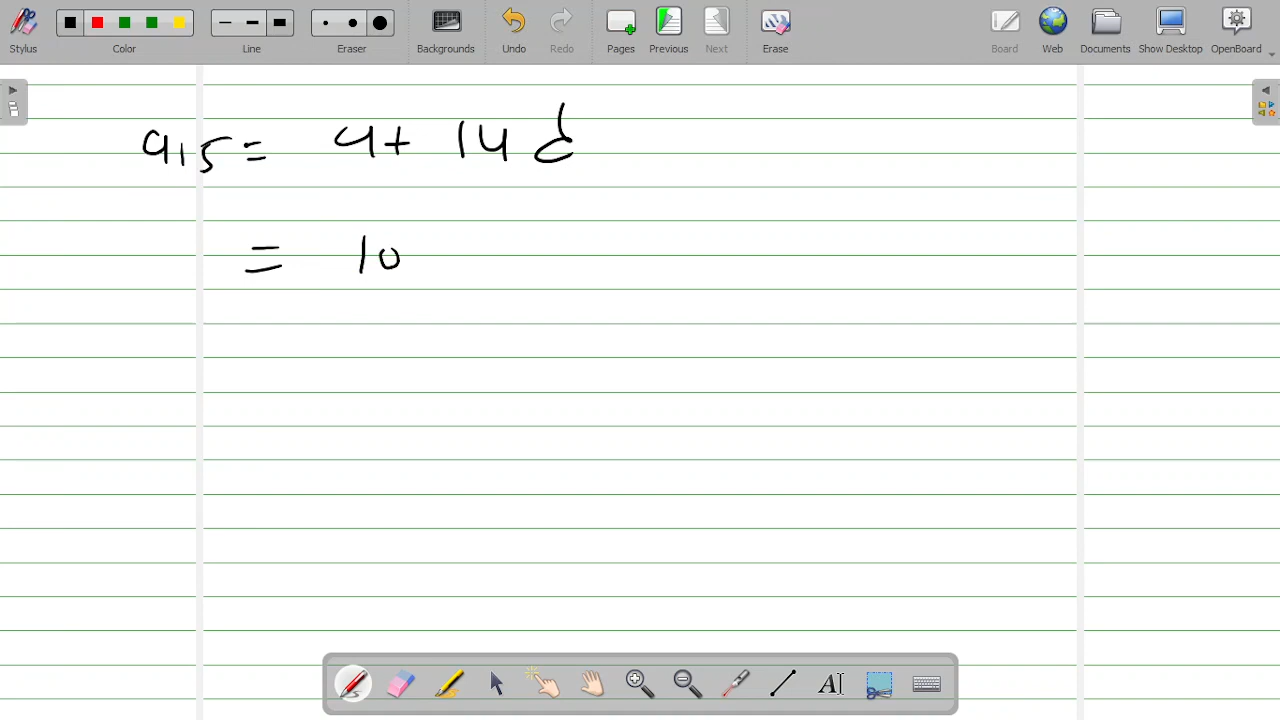 Stylus Color Line Eraser Backgrounds Undo Redo Pages Previous Next Erase Board Web Documents Show Desktop OpenBoard
a15 = a + 14 d
= 10